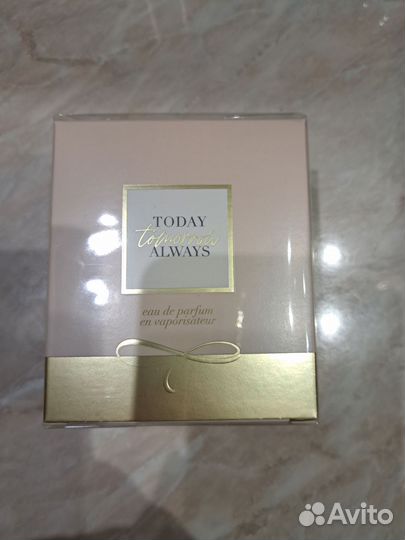 TODAY
tomorrow
ALWAYS
eau de parfum
en vaporisateur
Avito